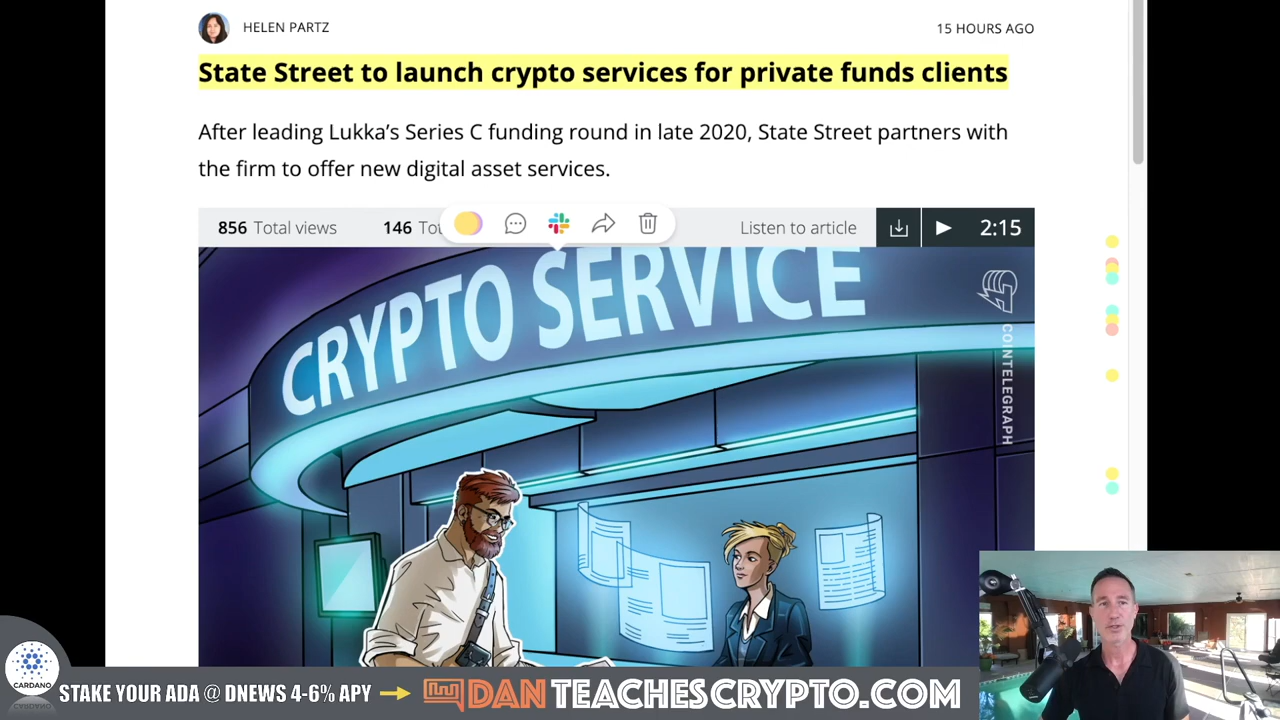 HELEN PARTZ
15 HOURS AGO
State Street to launch crypto services for private funds clients
After leading Lukka’s Series C funding round in late 2020, State Street partners with
the firm to offer new digital asset services.
856 Total views
146
Listen to article
2:15
CRYPTO SERVICE
COINTELEGRAPH
CARDANO
STAKE YOUR ADA @ DNEWS 4-6% APY
DAN TEACHESCRYPTO.COM